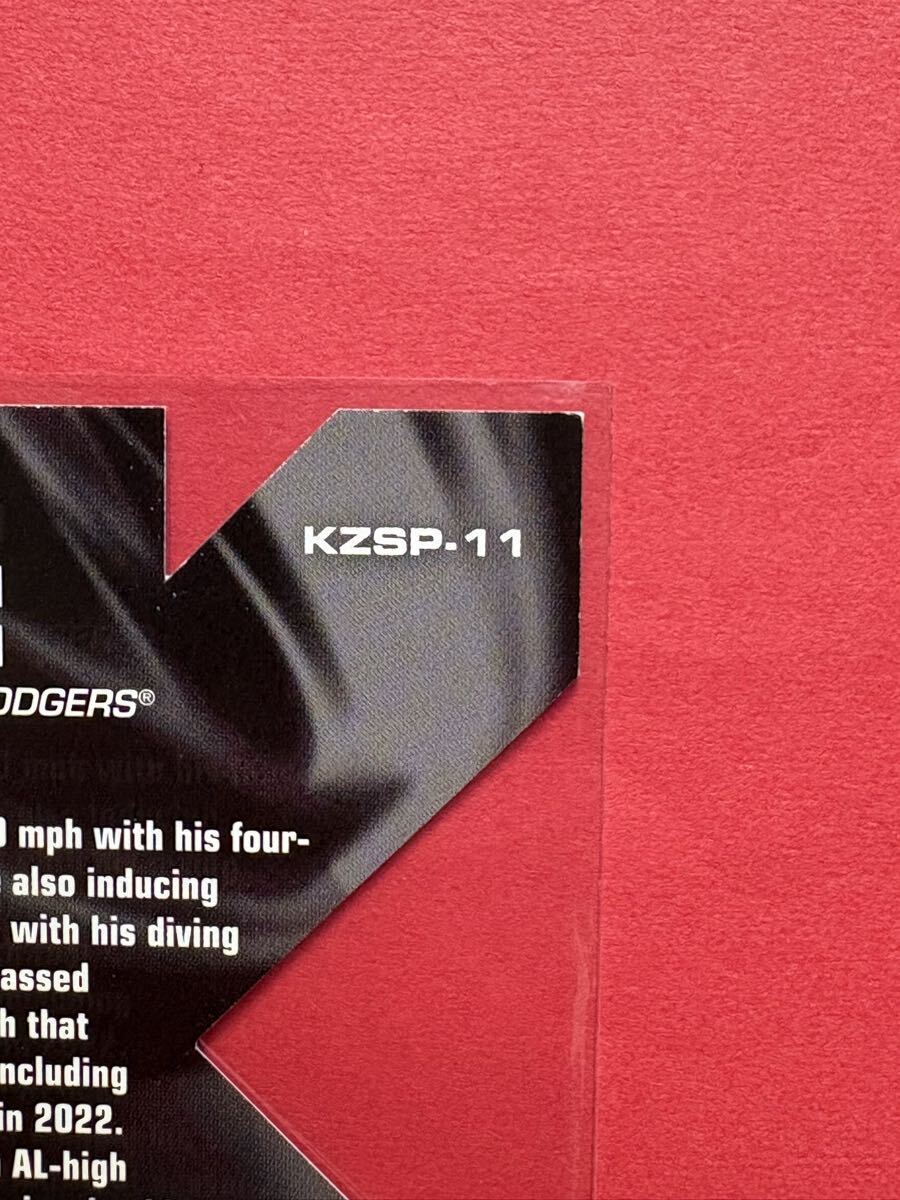 KZSP-11
ODGERS®
mph with his four-
also inducing
with his diving
assed
h that
ncluding
in 2022.
AL-high